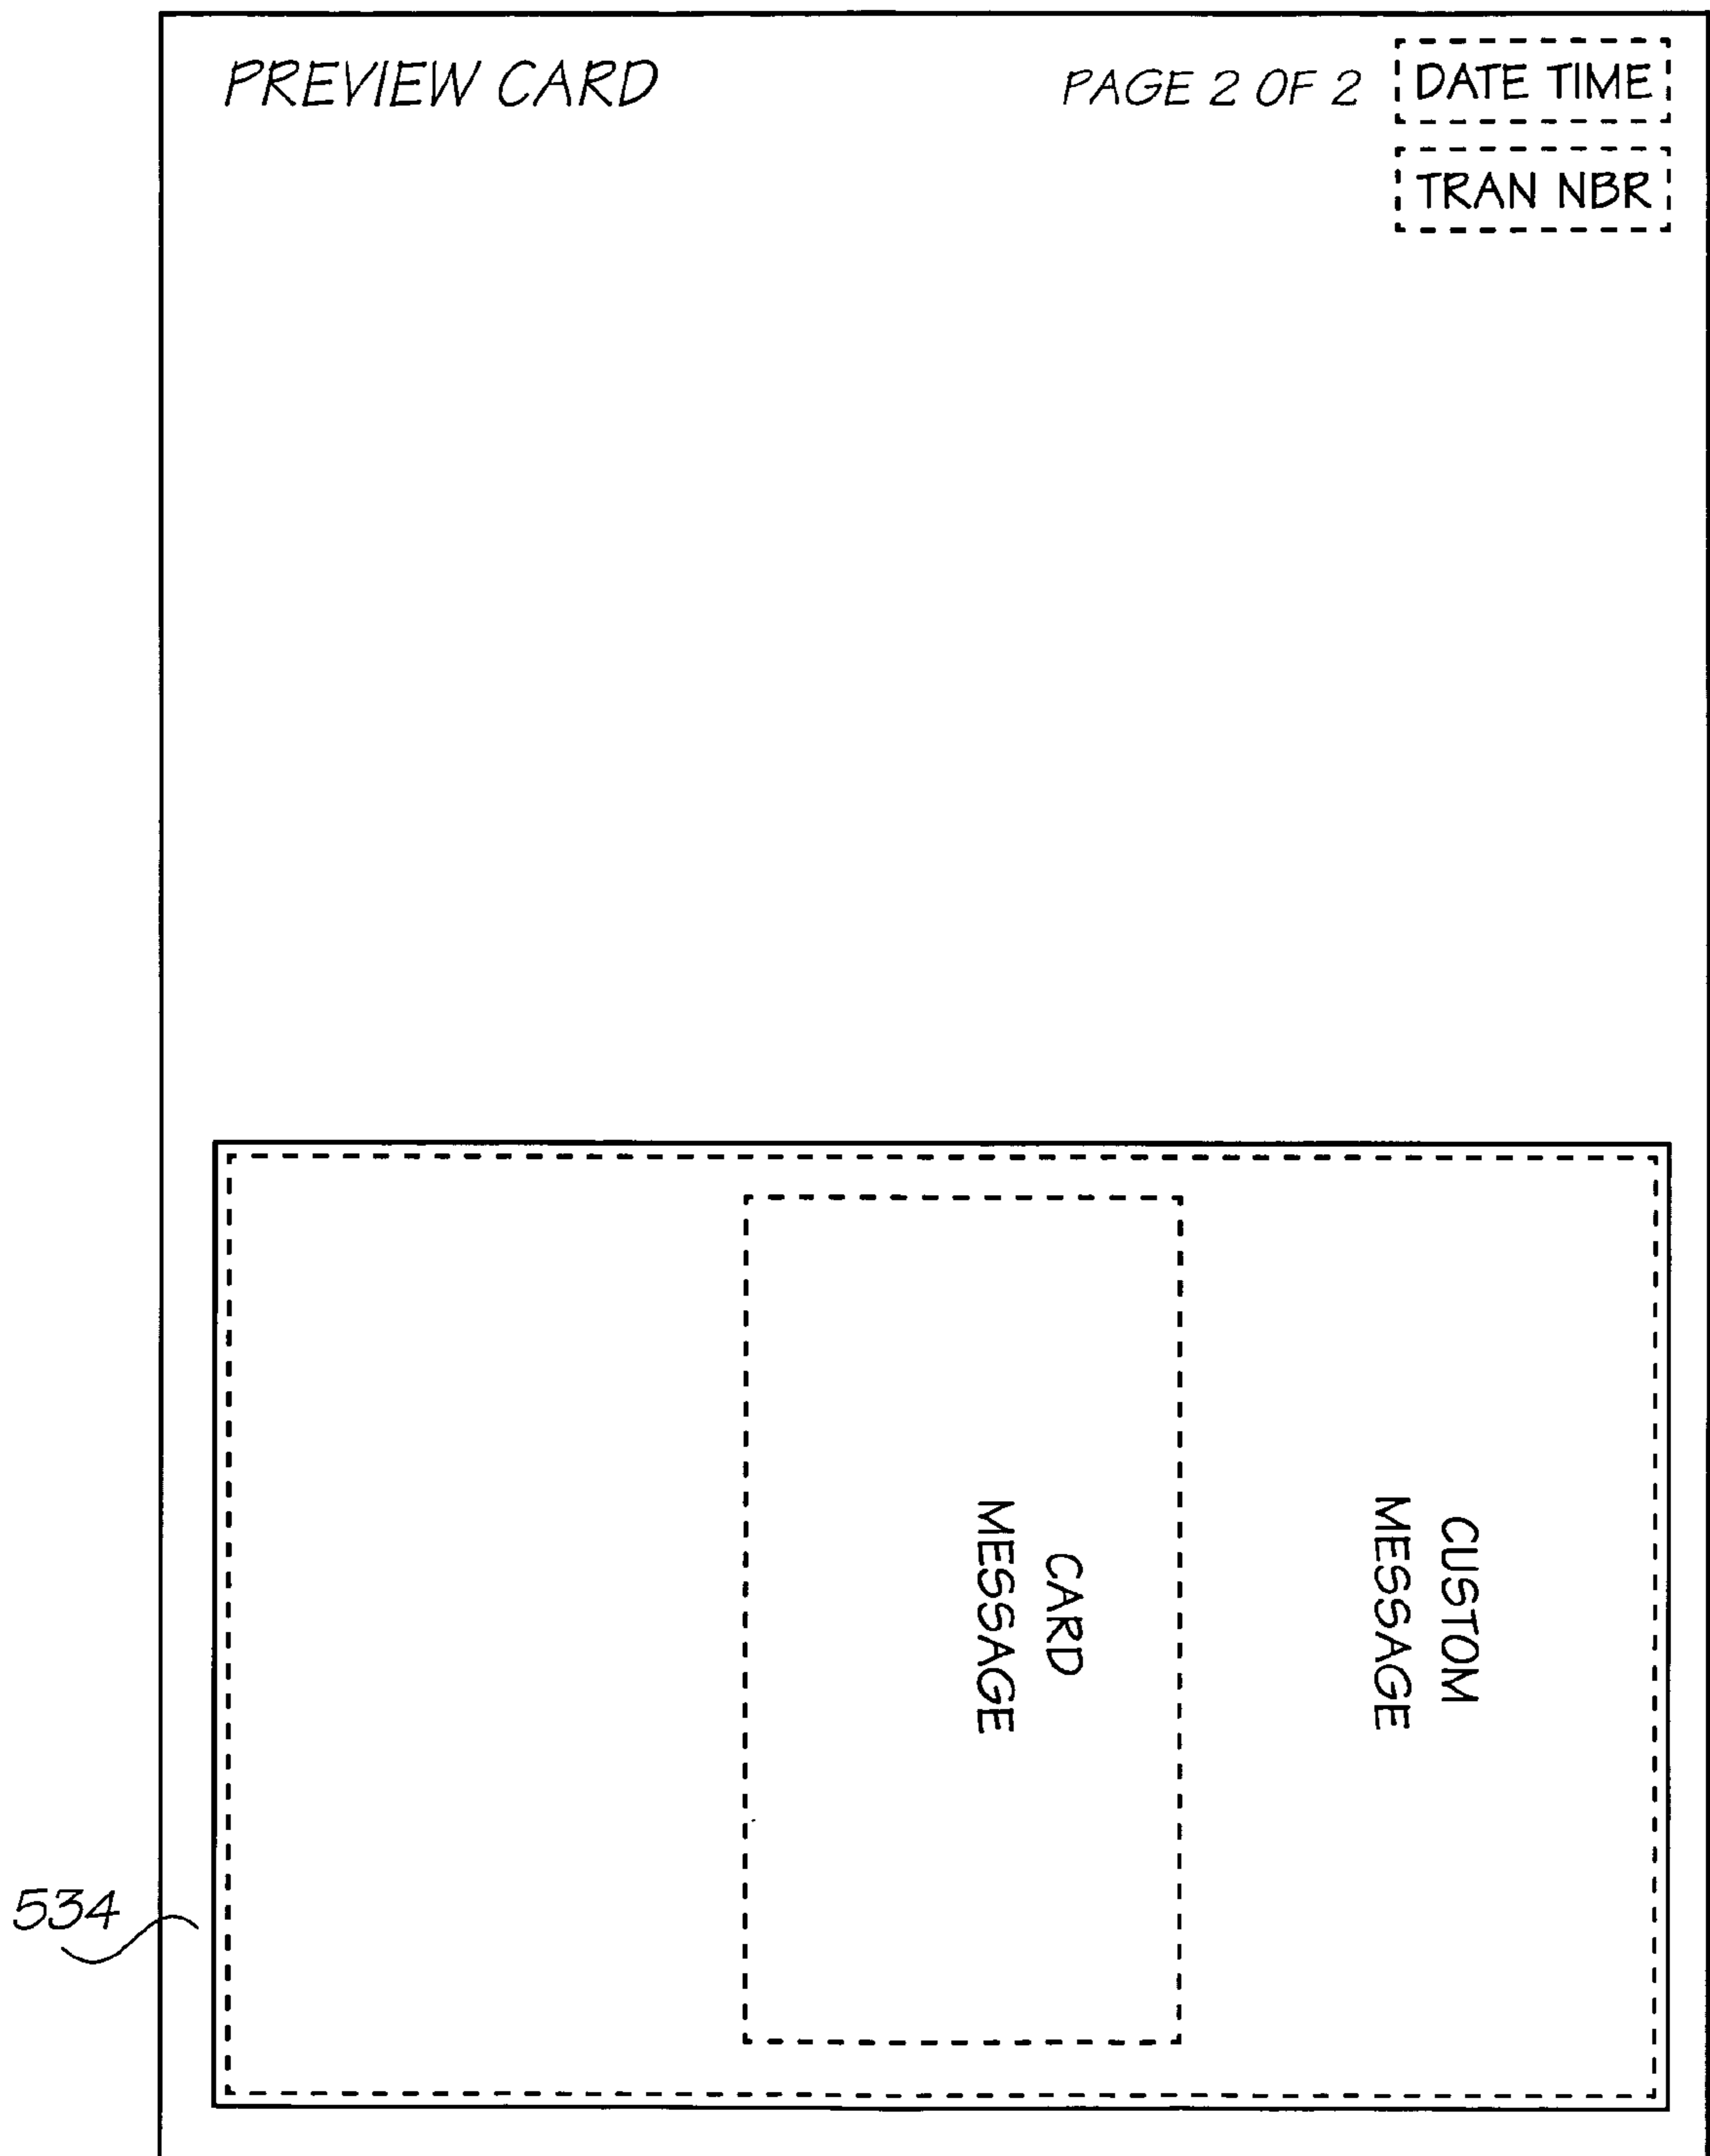 PREVIEW CARD
PAGE 2 OF 2
DATE TIME
TRAN NBR
CUSTOM
MESSAGE
CARD
MESSAGE
534